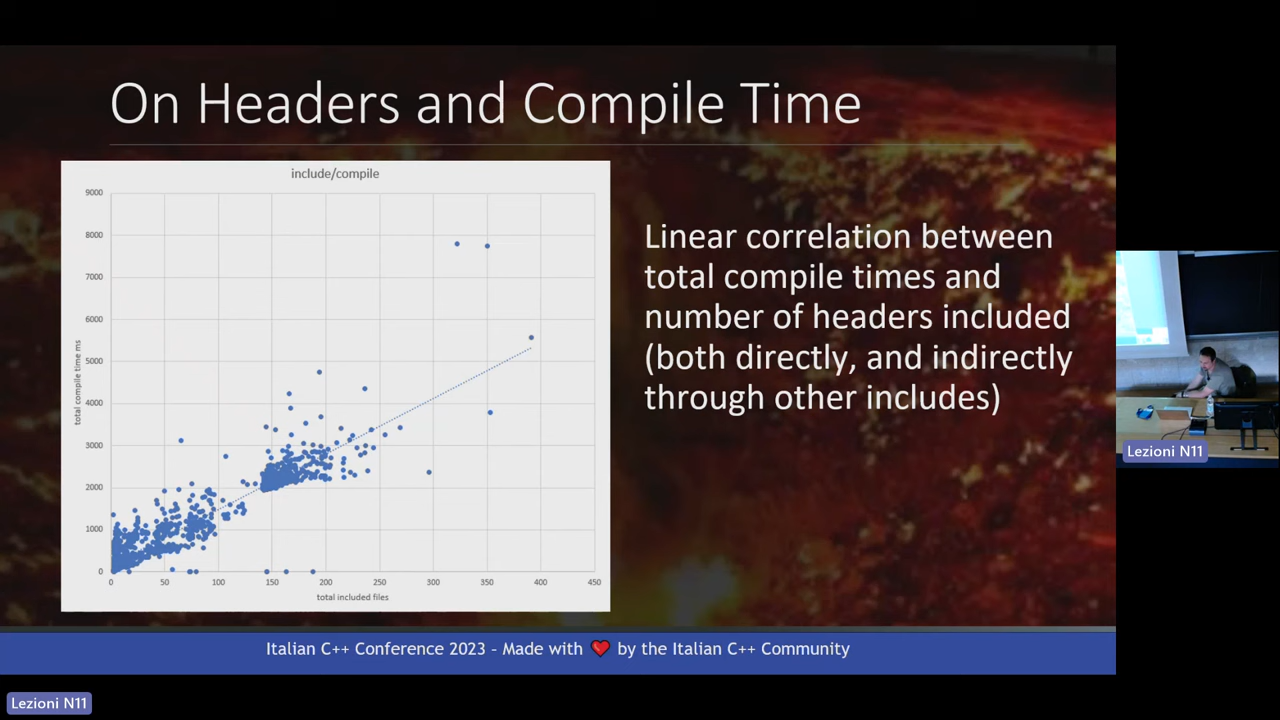 On Headers and Compile Time
include/compile
9000
8000
7000
6000
5000
4000
3000
2000
1000
0
total compile time ms
0 50 100 150 200 250 300 350 400 450
total included files
Linear correlation between
total compile times and
number of headers included
(both directly, and indirectly
through other includes)
Lezioni N11
Italian C++ Conference 2023 - Made with ❤ by the Italian C++ Community
Lezioni N11